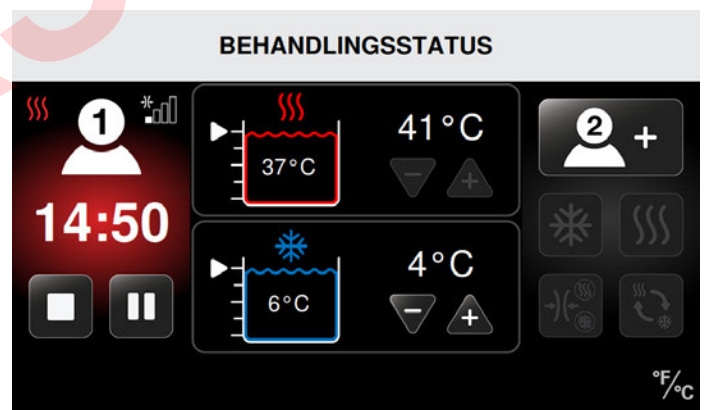 BEHANDLINGSSTATUS
1
14:50
37°C
41°C
6°C
4°C
2 +
°F/°C